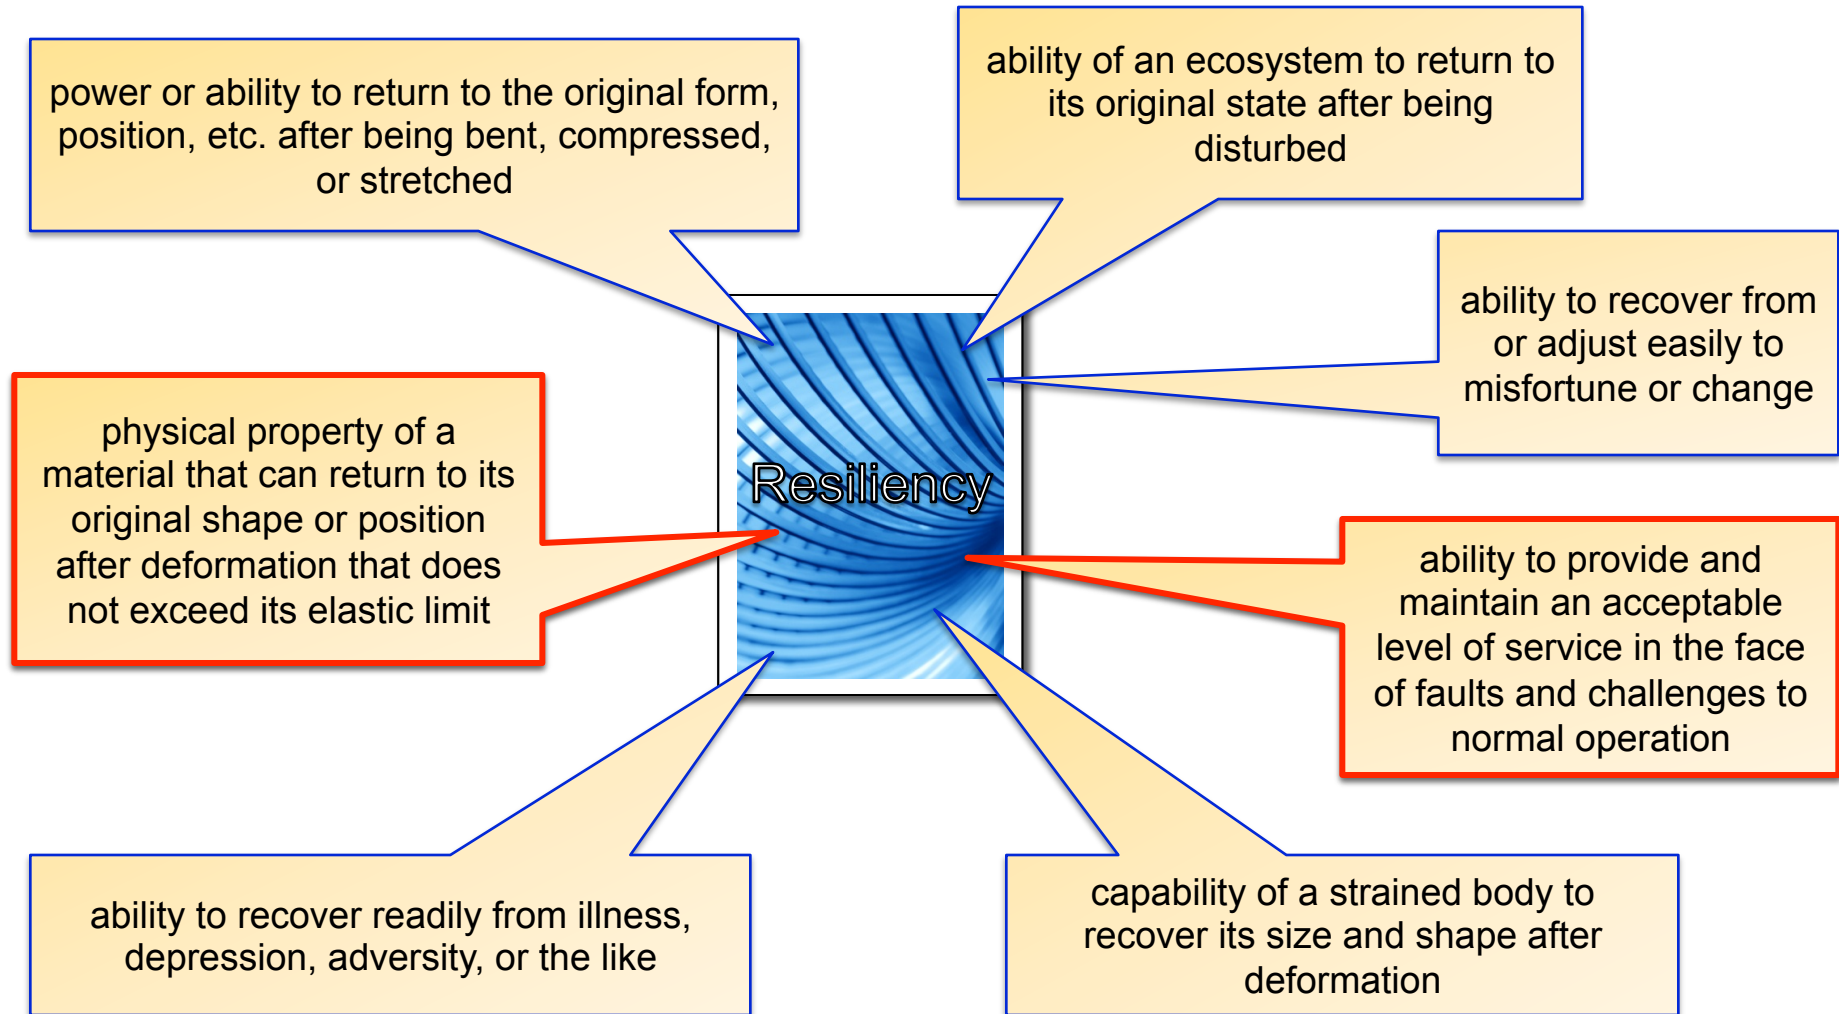 power or ability to return to the original form,
position, etc. after being bent, compressed,
or stretched
ability of an ecosystem to return to
its original state after being
disturbed
ability to recover from
or adjust easily to
misfortune or change
physical property of a
material that can return to its
original shape or position
after deformation that does
not exceed its elastic limit
Resiliency
ability to provide and
maintain an acceptable
level of service in the face
of faults and challenges to
normal operation
ability to recover readily from illness,
depression, adversity, or the like
capability of a strained body to
recover its size and shape after
deformation